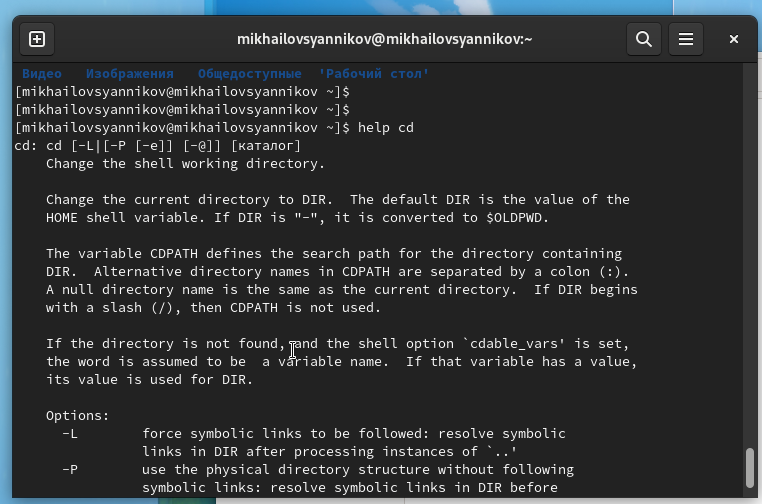 mikhailovsyannikov@mikhailovsyannikov:~
Видео   Изображения   Общедоступные  'Рабочий стол'
[mikhailovsyannikov@mikhailovsyannikov ~]$
[mikhailovsyannikov@mikhailovsyannikov ~]$
[mikhailovsyannikov@mikhailovsyannikov ~]$ help cd
cd: cd [-L|[-P [-e]] [-@]] [каталог]
    Change the shell working directory.
    Change the current directory to DIR.  The default DIR is the value of the
    HOME shell variable. If DIR is "-", it is converted to $OLDPWD.
    The variable CDPATH defines the search path for the directory containing
    DIR.  Alternative directory names in CDPATH are separated by a colon (:).
    A null directory name is the same as the current directory.  If DIR begins
    with a slash (/), then CDPATH is not used.
    If the directory is not found, and the shell option `cdable_vars' is set,
    the word is assumed to be  a variable name.  If that variable has a value,
    its value is used for DIR.
    Options:
      -L        force symbolic links to be followed: resolve symbolic
                links in DIR after processing instances of `..'
      -P        use the physical directory structure without following
                symbolic links: resolve symbolic links in DIR before